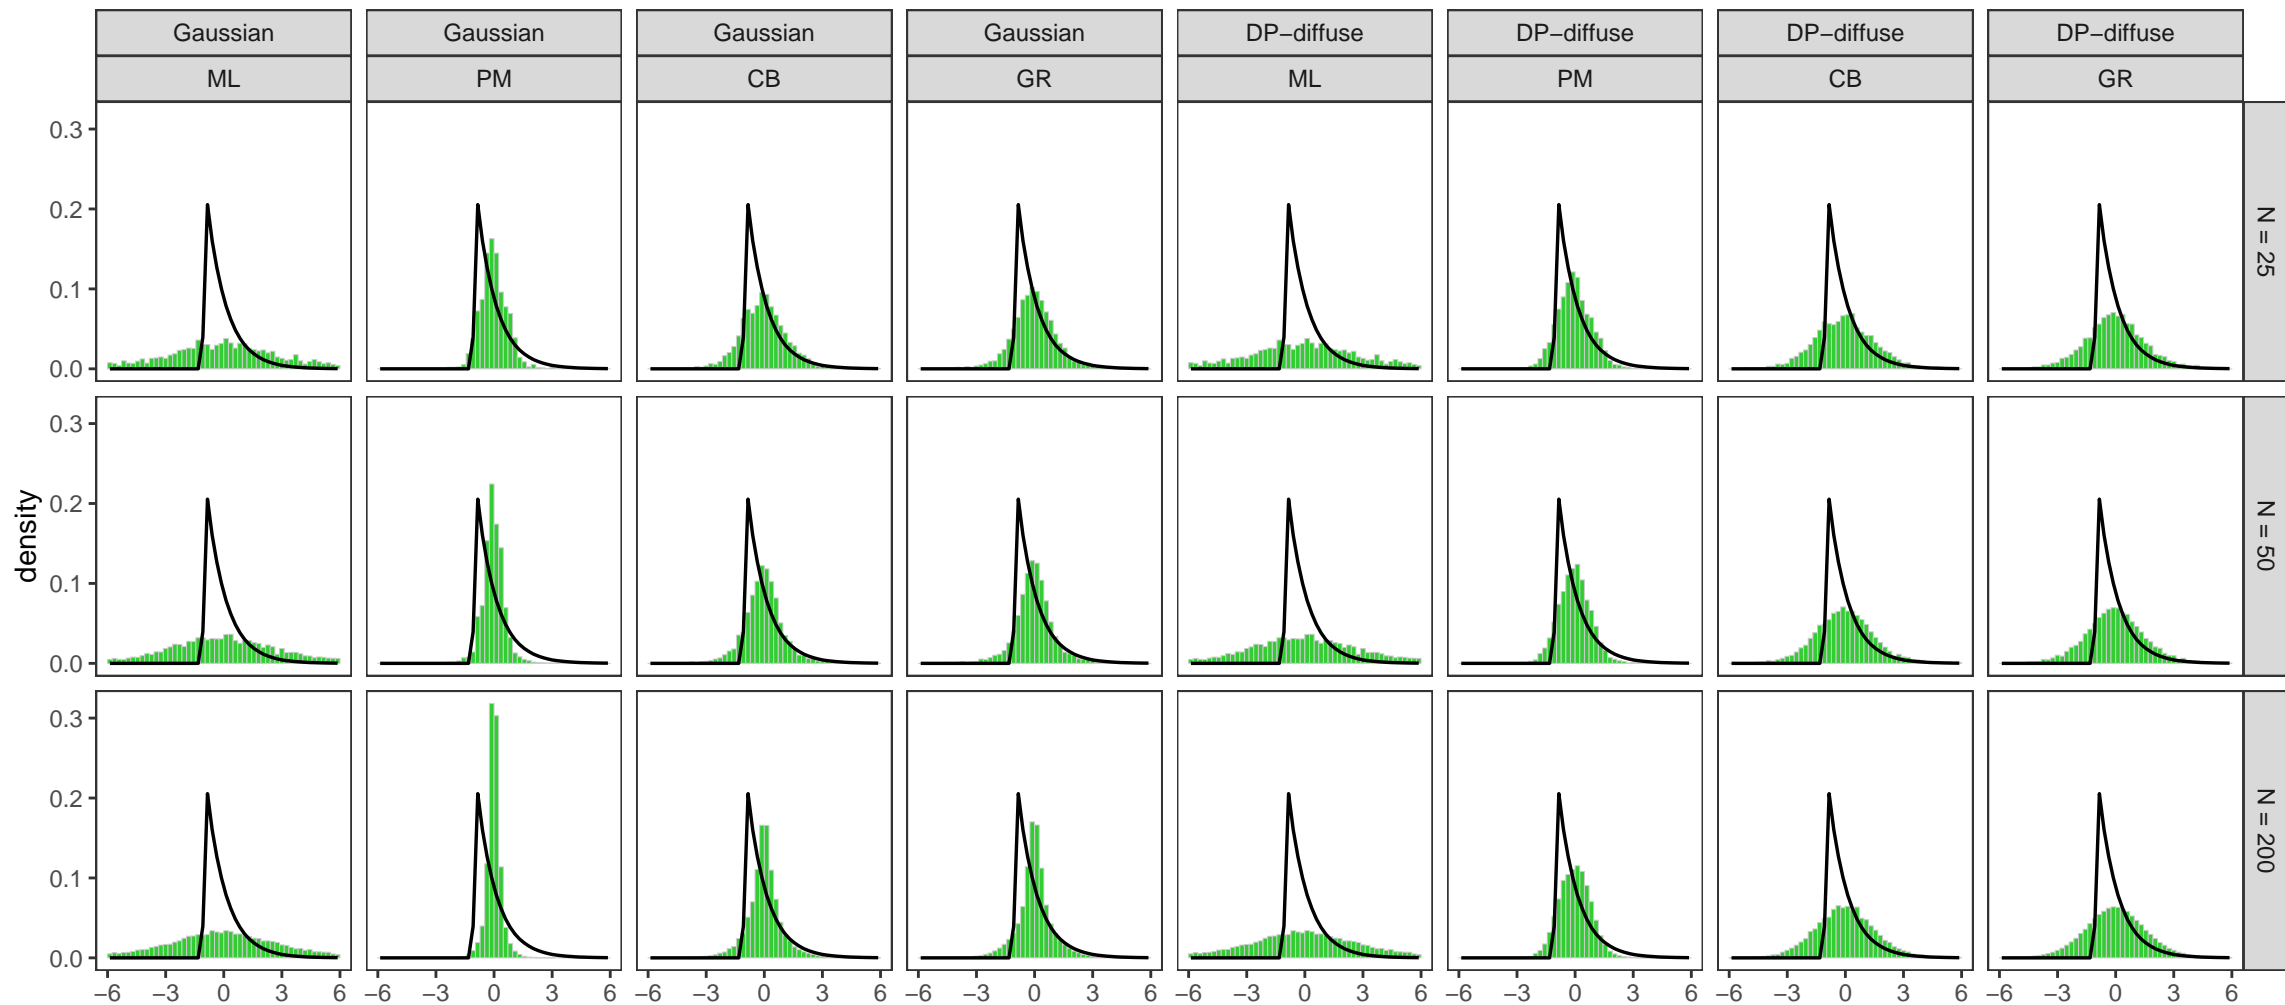 Gaussian Gaussian Gaussian Gaussian DP−diffuse DP−diffuse DP−diffuse DP−diffuse
ML PM CB GR ML PM CB GR
0.3
0.2
0.1
0.0
N = 25
0.3
0.2
0.1
0.0
N = 50
density
0.3
0.2
0.1
0.0
N = 200
−6 −3 0 3 6 −6 −3 0 3 6 −6 −3 0 3 6 −6 −3 0 3 6 −6 −3 0 3 6 −6 −3 0 3 6 −6 −3 0 3 6 −6 −3 0 3 6